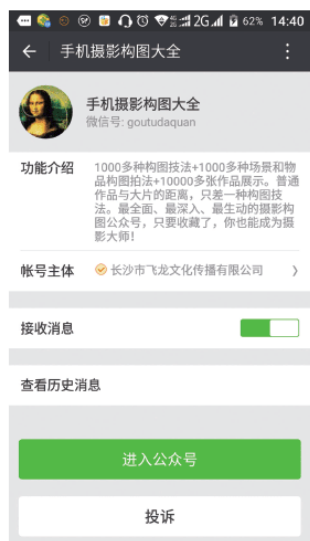 2G 62% 14:40
手机摄影构图大全
手机摄影构图大全
微信号: goutudaquan
功能介绍 1000多种构图技法+1000多种场景和物
品构图拍法+10000多张作品展示。普通
作品与大片的距离，只差一种构图技
法。最全面、最深入、最生动的摄影构
图公众号，只要收藏了，你也能成为摄
影大师！
帐号主体 长沙市飞龙文化传播有限公司
接收消息
查看历史消息
进入公众号
投诉